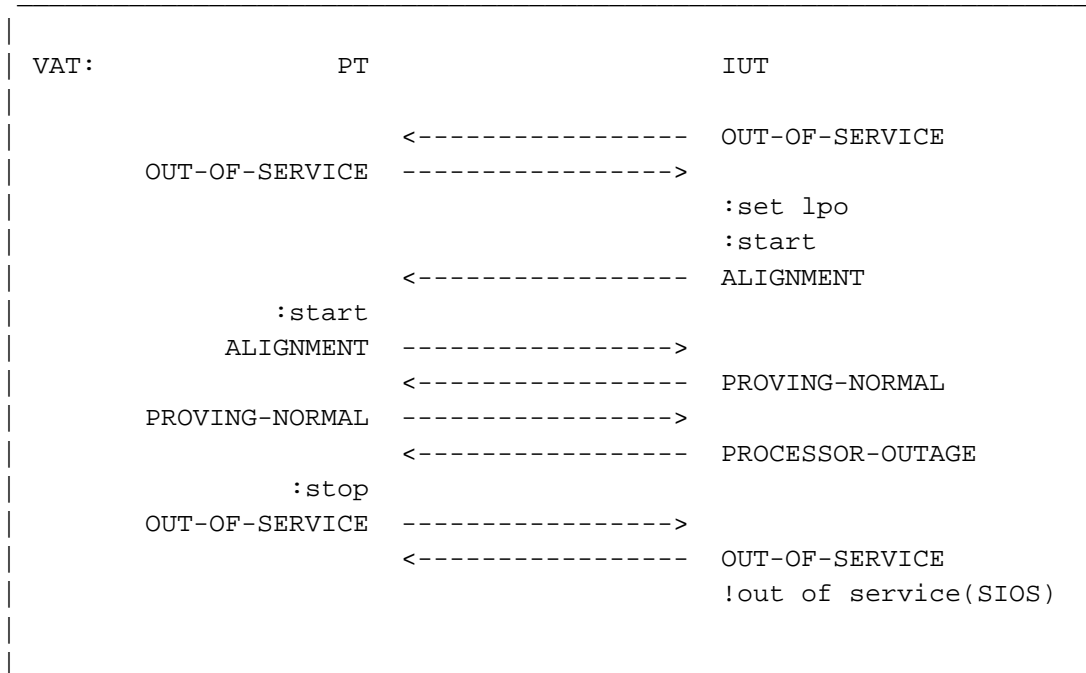 VAT: PT IUT
<----------------- OUT-OF-SERVICE
OUT-OF-SERVICE ----------------->
:set lpo
:start
<----------------- ALIGNMENT
:start
ALIGNMENT ----------------->
<----------------- PROVING-NORMAL
PROVING-NORMAL ----------------->
<----------------- PROCESSOR-OUTAGE
:stop
OUT-OF-SERVICE ----------------->
<----------------- OUT-OF-SERVICE
!out of service(SIOS)